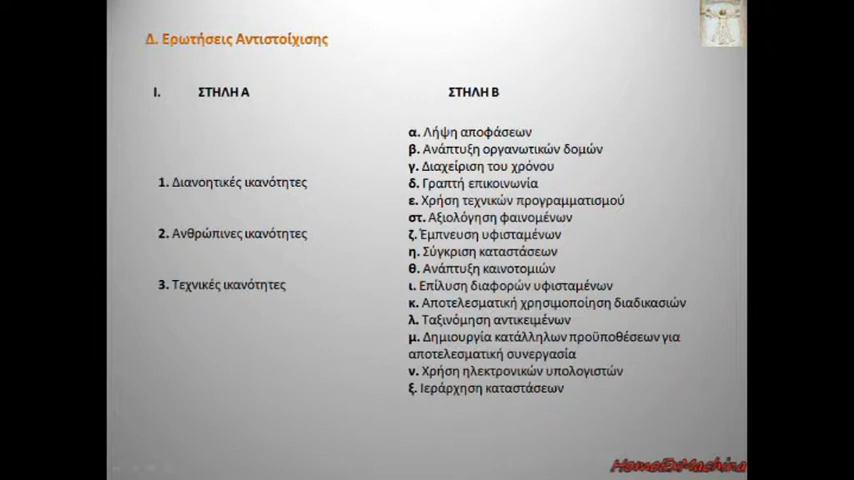 Δ. Ερωτήσεις Αντιστοίχισης
Ι. ΣΤΗΛΗ Α ΣΤΗΛΗ Β
α. Λήψη αποφάσεων
β. Ανάπτυξη οργανωτικών δομών
γ. Διαχείριση του χρόνου
1. Διανοητικές ικανότητες
δ. Γραπτή επικοινωνία
ε. Χρήση τεχνικών προγραμματισμού
στ. Αξιολόγηση φαινομένων
2. Ανθρώπινες ικανότητες
ζ. Έμπνευση υφισταμένων
η. Σύγκριση καταστάσεων
θ. Ανάπτυξη καινοτομιών
3. Τεχνικές ικανότητες
ι. Επίλυση διαφορών υφισταμένων
κ. Αποτελεσματική χρησιμοποίηση διαδικασιών
λ. Ταξινόμηση αντικειμένων
μ. Δημιουργία κατάλληλων προϋποθέσεων για
αποτελεσματική συνεργασία
ν. Χρήση ηλεκτρονικών υπολογιστών
ξ. Ιεράρχηση καταστάσεων
HomoExMachina